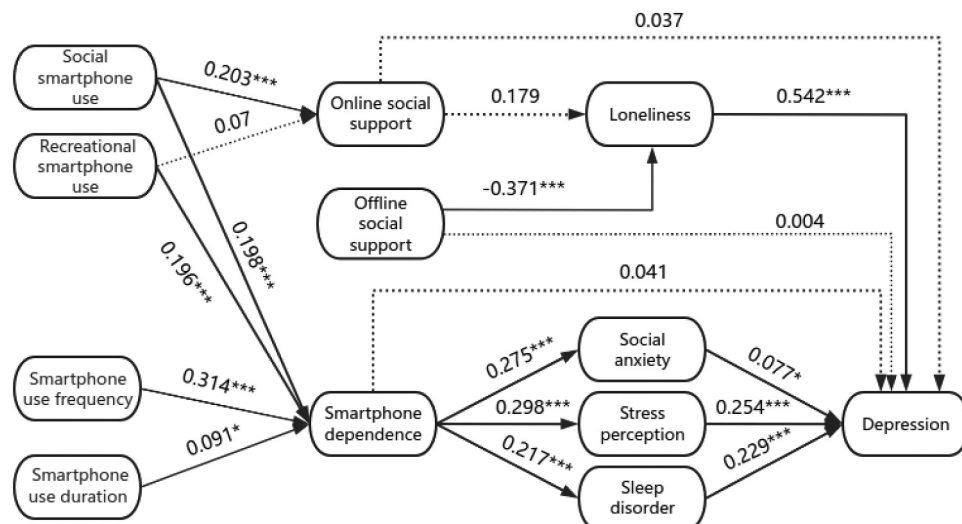 0.037
Social
smartphone
use
0.203***
Online social
support
0.179
Loneliness
0.542***
0.07
Recreational
smartphone
use
-0.371***
Offline
social
support
0.004
0.196***
0.198***
0.041
Social
anxiety
0.275***
0.077*
Smartphone
use frequency
0.314***
Smartphone
dependence
0.298***
Stress
perception
0.254***
Depression
0.091*
0.217***
0.229***
Smartphone
use duration
Sleep
disorder